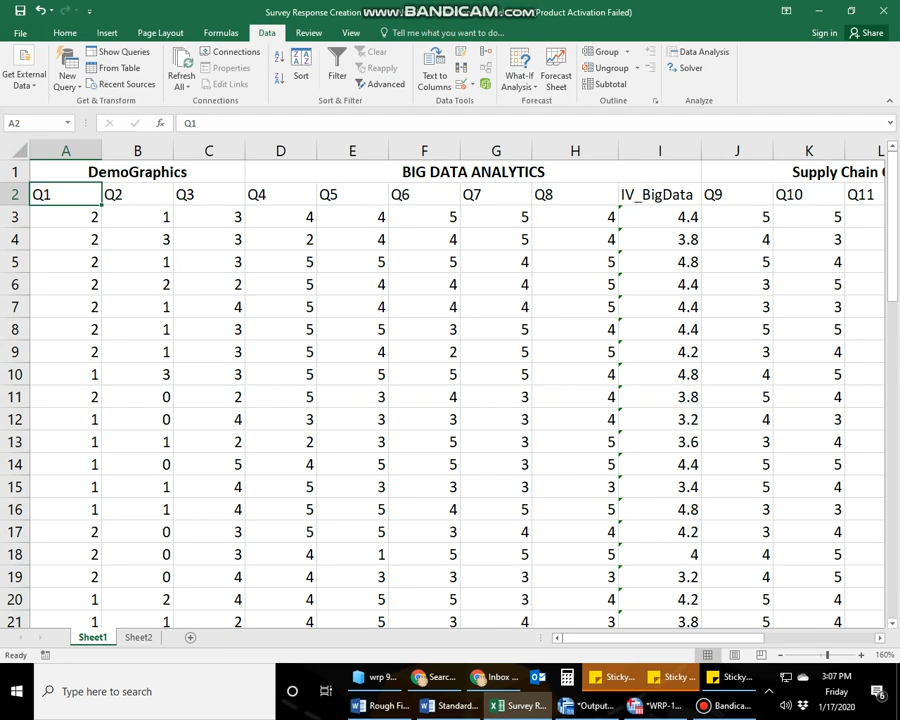 Survey Response Creation
www.BANDICAM.com
(Product Activation Failed)
File Home Insert Page Layout Formulas Data Review View Tell me what you want to do... Sign in Share
Get External Data
New Query
Show Queries
From Table
Recent Sources
Get & Transform
Refresh All
Connections
Properties
Edit Links
Connections
Sort
Filter
Clear
Reapply
Advanced
Sort & Filter
Text to Columns
Data Tools
What-If Analysis
Forecast Sheet
Forecast
Group
Ungroup
Subtotal
Outline
Data Analysis
Solver
Analyze
A2 fx Q1
A B C D E F G H I J K L
1 DemoGraphics BIG DATA ANALYTICS Supply Chain
2 Q1 Q2 Q3 Q4 Q5 Q6 Q7 Q8 IV_BigData Q9 Q10 Q11
3 2 1 3 4 4 5 5 4 4.4 5 5
4 2 3 3 2 4 4 5 4 3.8 4 3
5 2 1 3 5 5 5 4 5 4.8 5 4
6 2 2 2 5 4 4 4 5 4.4 3 5
7 2 1 4 5 4 4 4 5 4.4 3 3
8 2 1 3 5 5 3 5 4 4.4 5 5
9 2 1 3 5 4 2 5 5 4.2 3 4
10 1 3 3 5 5 5 5 4 4.8 4 5
11 2 0 2 5 3 4 3 4 3.8 5 4
12 1 0 4 3 3 3 3 4 3.2 4 3
13 1 1 2 2 3 5 3 5 3.6 3 4
14 1 0 5 4 5 5 3 5 4.4 5 5
15 1 1 4 5 3 3 3 3 3.4 5 4
16 1 1 4 5 5 4 5 5 4.8 3 3
17 2 0 3 5 5 3 4 4 4.2 3 4
18 2 0 3 4 1 5 5 5 4 4 5
19 2 0 4 4 3 3 3 3 3.2 4 5
20 1 2 4 4 5 5 3 4 4.2 5 4
21 1 1 2 4 5 3 4 3 3.8 5 4
Sheet1 Sheet2
Ready 160%
Type here to search
wrp 9... Searc... Inbox ... Sticky... Sticky ... Sticky...
Rough Fi... Standard... Survey R... *Output... *WRP-1... Bandica...
3:07 PM
Friday
1/17/2020
6